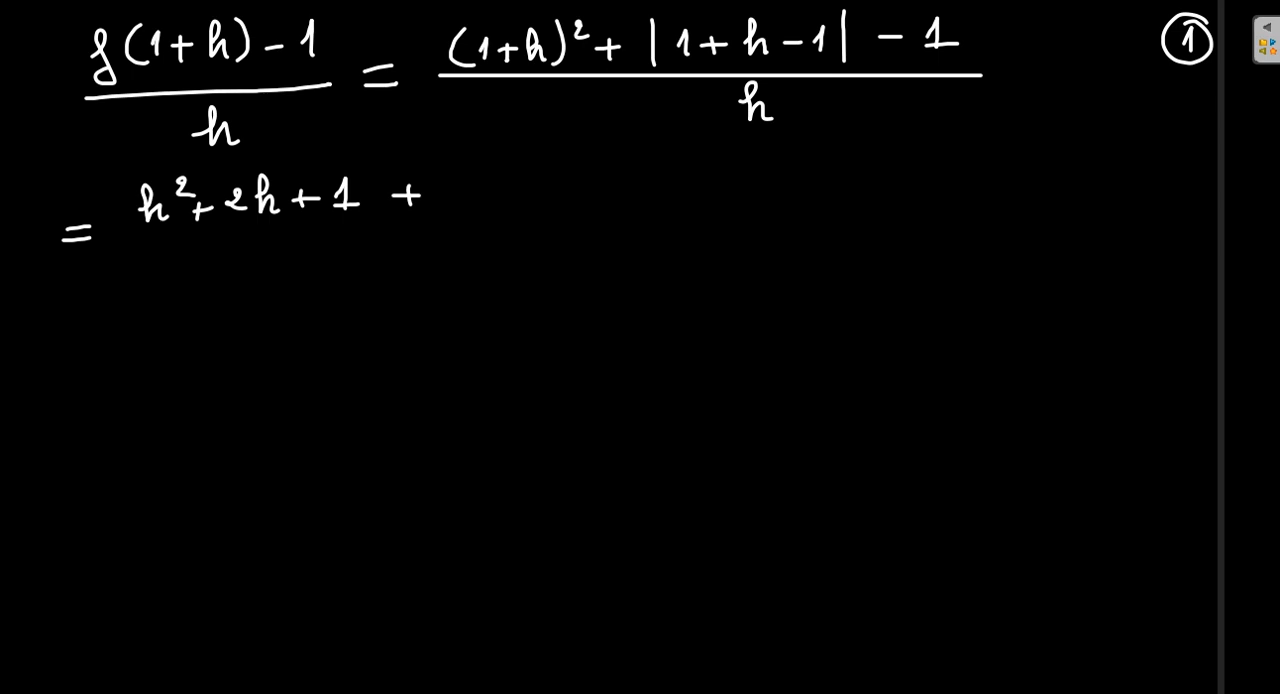 ①
f(1+h)-1 / h = (1+h)²+ |1+h-1| - 1 / h
= h²+2h+1 +